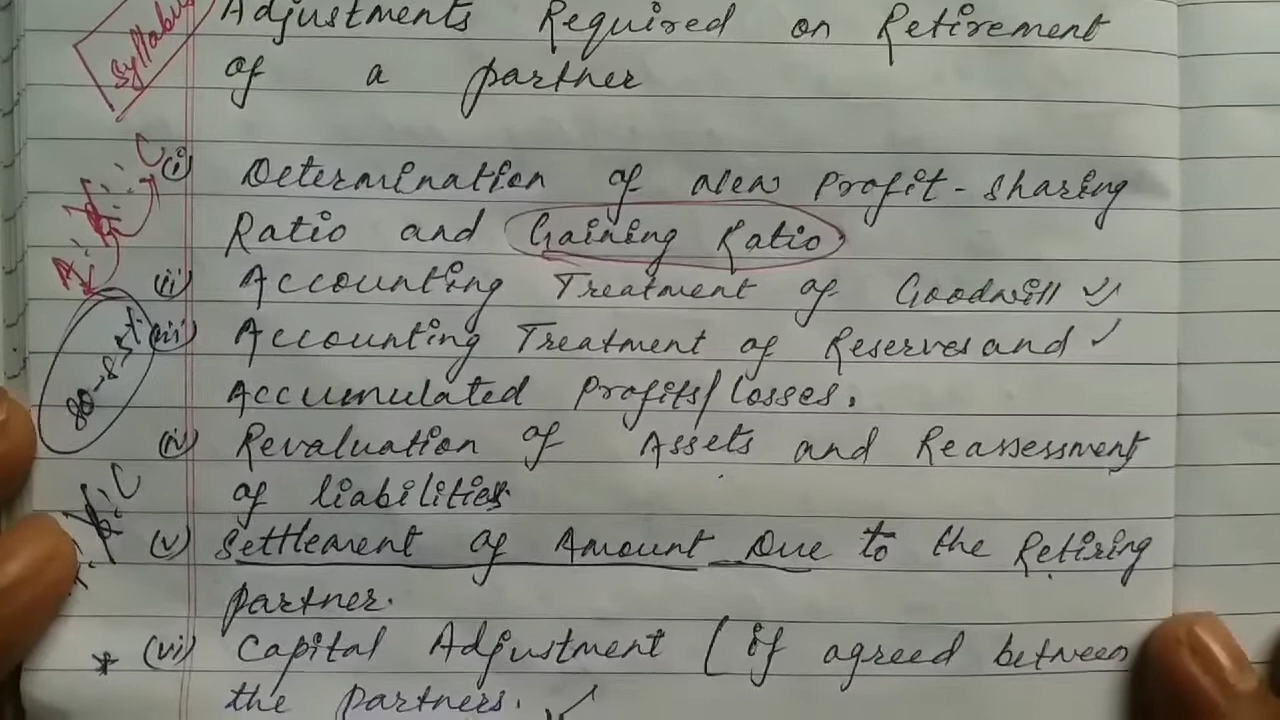 Syllabus
Adjustments Required on Retirement
of a partner
(i) Determination of new Profit-sharing
Ratio and Gaining Ratio
(ii) Accounting Treatment of Goodwill
(iii) Accounting Treatment of Reserves and
Accumulated Profits/Losses.
(iv) Revaluation of Assets and Reassessment
of liabilities.
(v) Settlement of Amount Due to the Retiring
partner.
* (vi) Capital Adjustment (if agreed between
the partners.